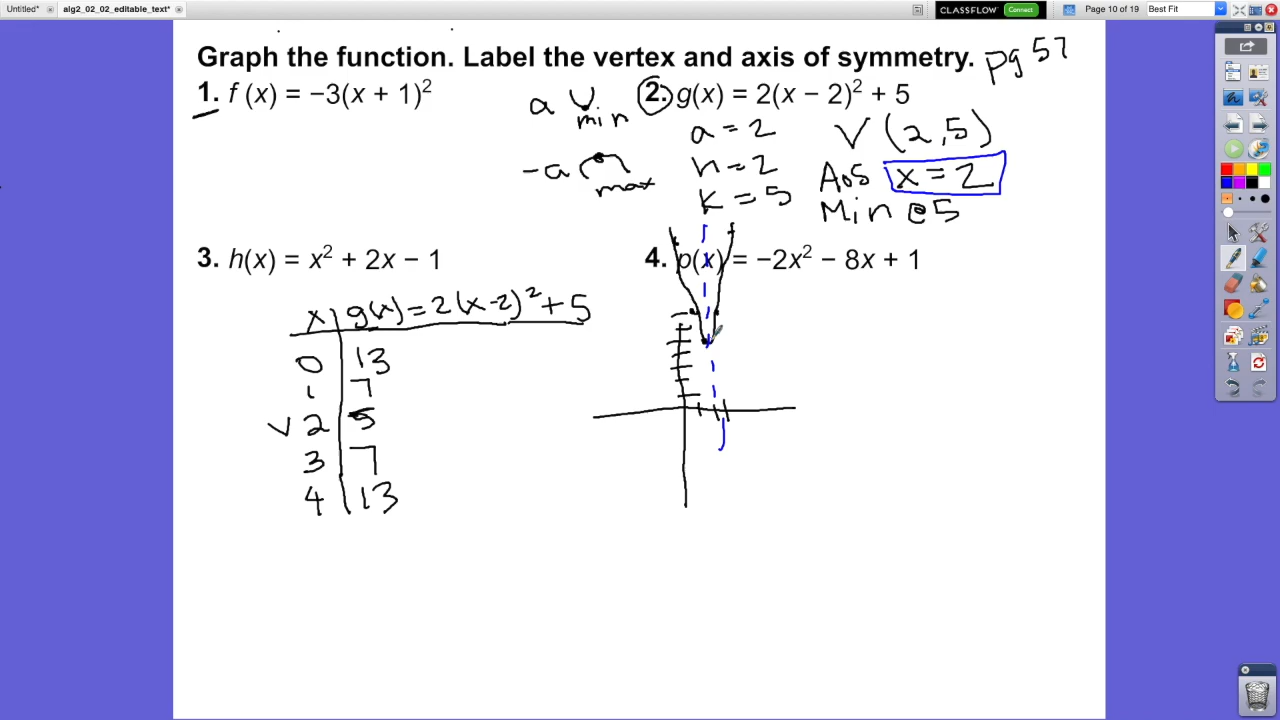 Untitled*
alg2_02_02_editable_text*
CLASSFLOW Connect
Page 10 of 19
Best Fit
Graph the function. Label the vertex and axis of symmetry. pg 57
1. f (x) = −3(x + 1)²
a min
-a max
2. g(x) = 2(x − 2)² + 5
a = 2
h = 2
k = 5
V (2,5)
AoS x = 2
Min @ 5
3. h(x) = x² + 2x − 1
4. p(x) = −2x² − 8x + 1
x g(x) = 2(x-2)² + 5
0 13
1 7
V 2 5
3 7
4 13